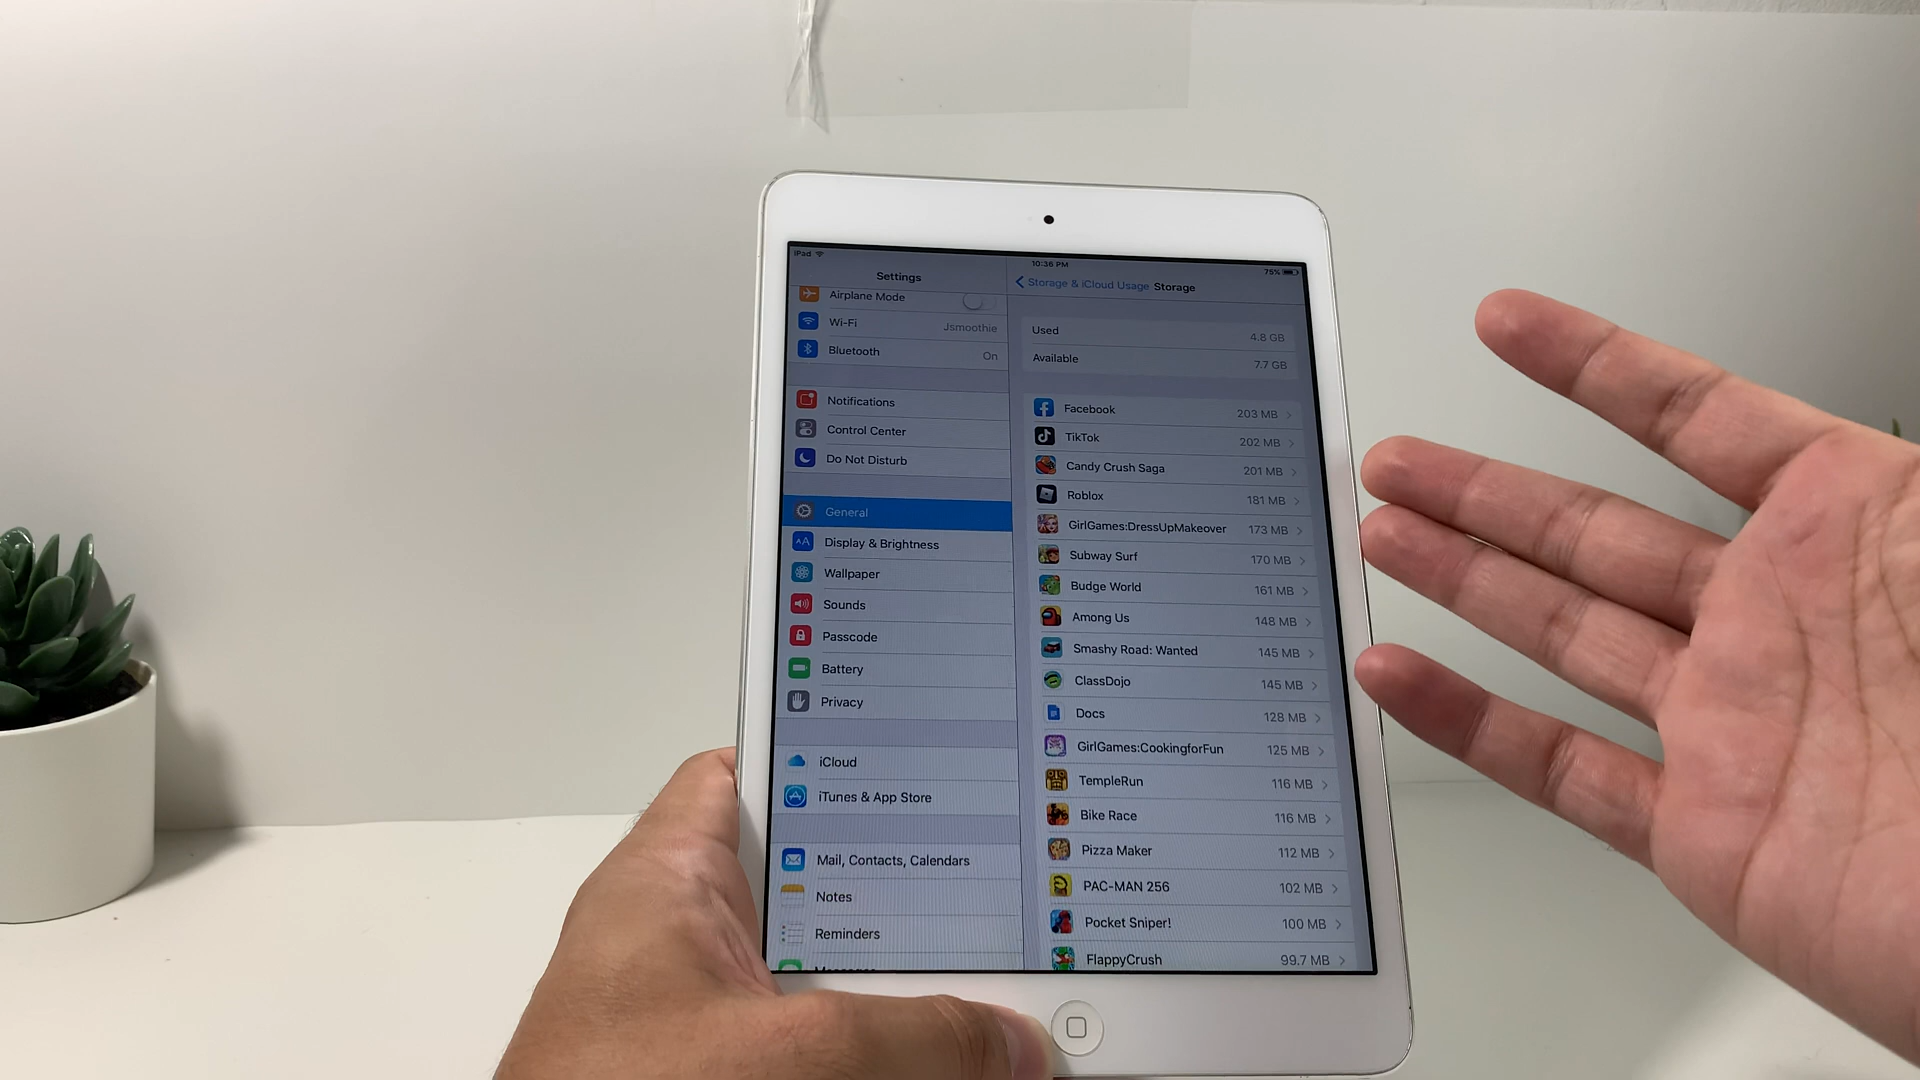 iPad
10:36 PM
75%
Settings
Airplane Mode
Wi-Fi Jsmoothie
Bluetooth On
Notifications
Control Center
Do Not Disturb
General
Display & Brightness
Wallpaper
Sounds
Passcode
Battery
Privacy
iCloud
iTunes & App Store
Mail, Contacts, Calendars
Notes
Reminders
Messages
Storage & iCloud Usage Storage
Used 4.8 GB
Available 7.7 GB
Facebook 203 MB
TikTok 202 MB
Candy Crush Saga 201 MB
Roblox 181 MB
GirlGames:DressUpMakeover 173 MB
Subway Surf 170 MB
Budge World 161 MB
Among Us 148 MB
Smashy Road: Wanted 145 MB
ClassDojo 145 MB
Docs 128 MB
GirlGames:CookingforFun 125 MB
TempleRun 116 MB
Bike Race 116 MB
Pizza Maker 112 MB
PAC-MAN 256 102 MB
Pocket Sniper! 100 MB
FlappyCrush 99.7 MB